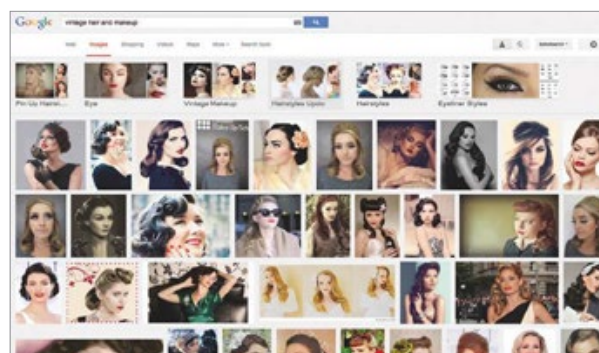 Google vintage hair and makeup
Web Images Shopping Videos Maps More Search tools
Pin Up Hairst... Eye Vintage Makeup Hairstyles Updo Hairstyles Eyeliner Styles